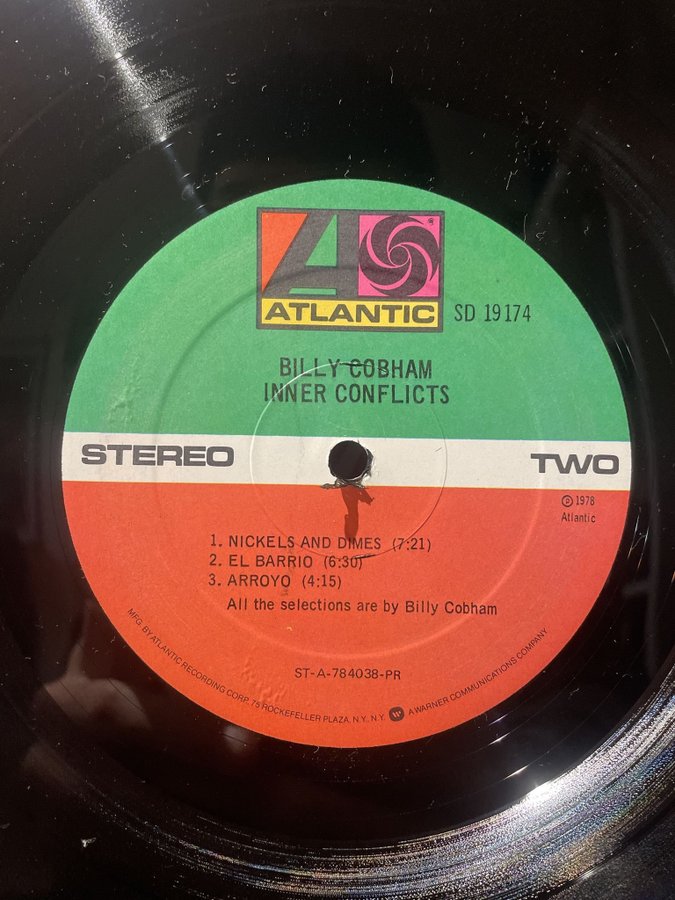 ATLANTIC
SD 19174
BILLY COBHAM
INNER CONFLICTS
STEREO
TWO
Ⓟ 1978
Atlantic
1. NICKELS AND DIMES (7:21)
2. EL BARRIO (6:30)
3. ARROYO (4:15)
All the selections are by Billy Cobham
ST-A-784038-PR
MFG. BY ATLANTIC RECORDING CORP. 75 ROCKEFELLER PLAZA, N.Y., N.Y. A WARNER COMMUNICATIONS COMPANY